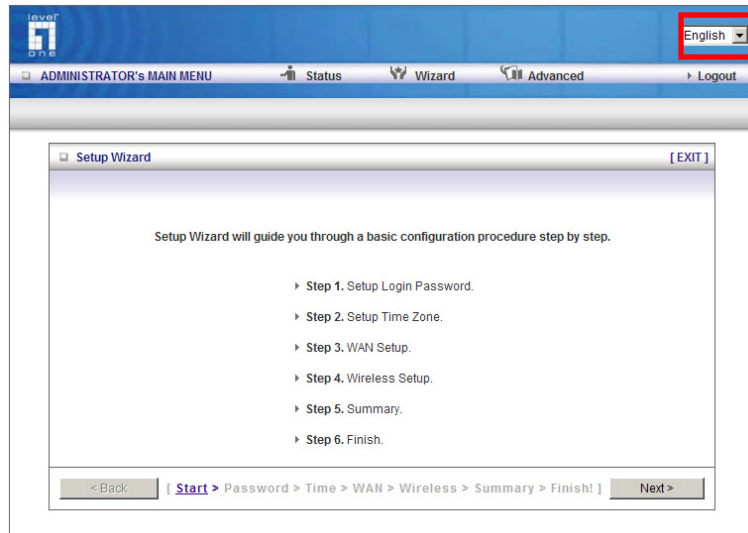 level
one
English
ADMINISTRATOR's MAIN MENU Status Wizard Advanced Logout
Setup Wizard [ EXIT ]
Setup Wizard will guide you through a basic configuration procedure step by step.
Step 1. Setup Login Password.
Step 2. Setup Time Zone.
Step 3. WAN Setup.
Step 4. Wireless Setup.
Step 5. Summary.
Step 6. Finish.
< Back [ Start > Password > Time > WAN > Wireless > Summary > Finish! ] Next >